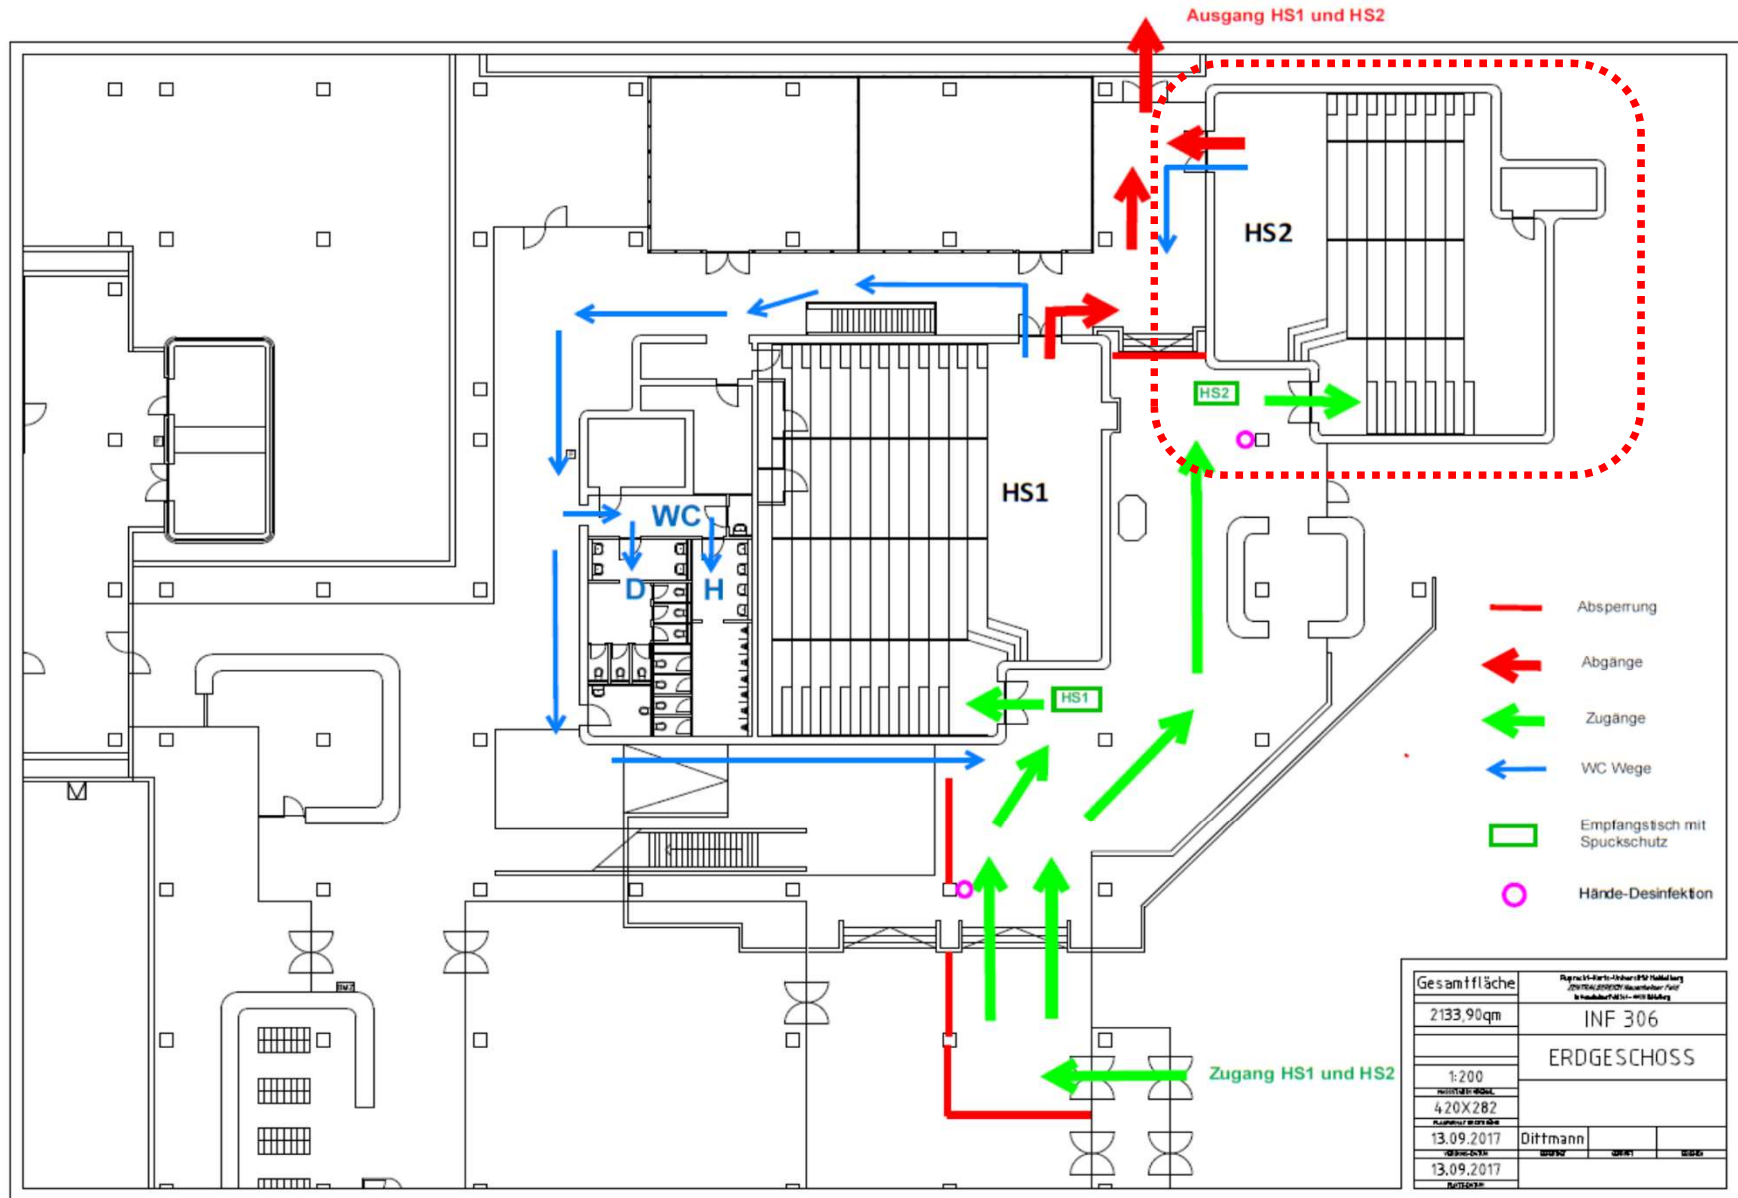 Ausgang HS1 und HS2
HS2
HS2
HS1
WC
D
H
HS1
Absperrung
Abgänge
Zugänge
WC Wege
Empfangstisch mit
Spuckschutz
Hände-Desinfektion
Zugang HS1 und HS2
Gesamtfläche
2133,90qm
INF 306
ERDGESCHOSS
1:200
420X282
13.09.2017
Dittmann
13.09.2017